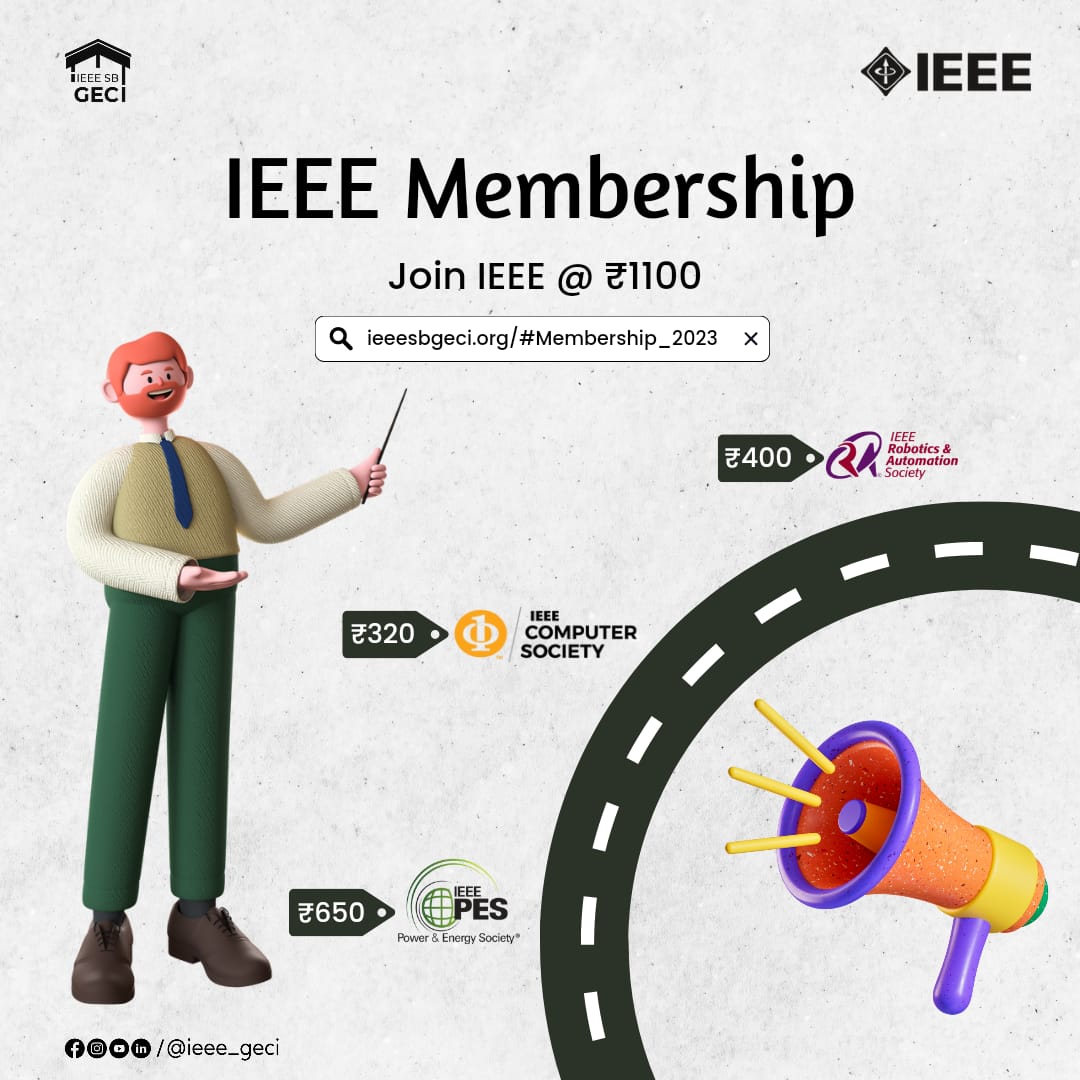 IEEE SB
GECI
IEEE
IEEE Membership
Join IEEE @ ₹1100
ieeesbgeci.org/#Membership_2023
₹400
IEEE
Robotics &
Automation
Society
₹320
IEEE
COMPUTER
SOCIETY
₹650
IEEE
PES
Power & Energy Society®
/@ieee_geci